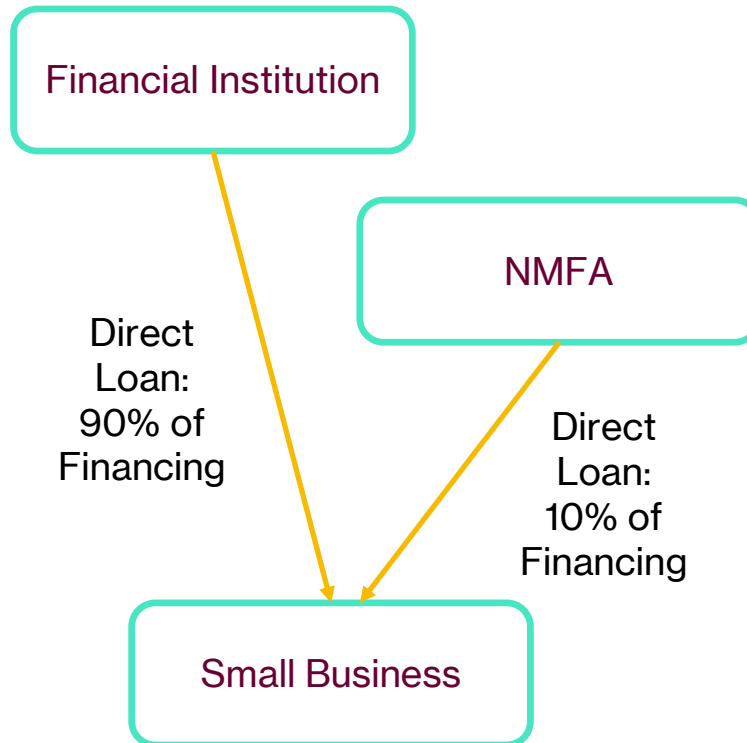 Financial Institution
NMFA
Direct
Loan:
90% of
Financing
Direct
Loan:
10% of
Financing
Small Business